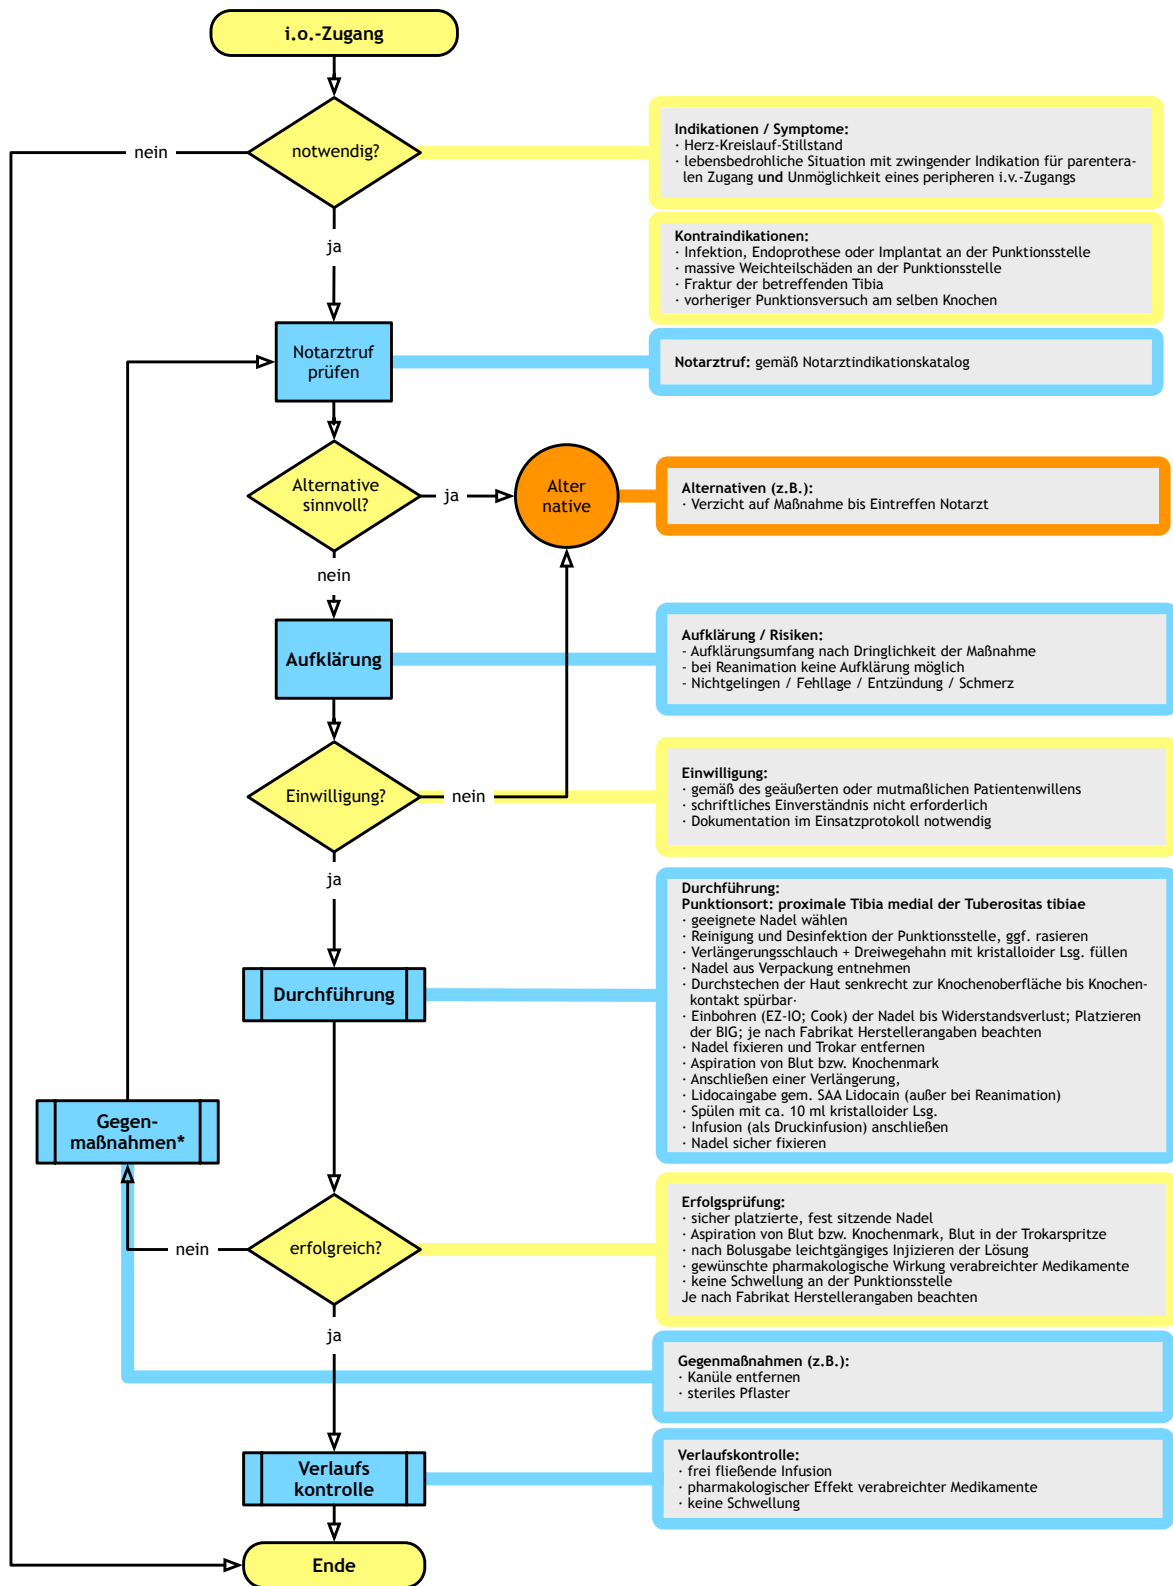 i.o.-Zugang
notwendig?
nein
ja
Indikationen / Symptome:
· Herz-Kreislauf-Stillstand
· lebensbedrohliche Situation mit zwingender Indikation für parentera-
len Zugang und Unmöglichkeit eines peripheren i.v.-Zugangs
Kontraindikationen:
· Infektion, Endoprothese oder Implantat an der Punktionsstelle
· massive Weichteilschäden an der Punktionsstelle
· Fraktur der betreffenden Tibia
· vorheriger Punktionsversuch am selben Knochen
Notarztruf
prüfen
Notarztruf: gemäß Notarztindikationskatalog
Alternative
sinnvoll?
ja
nein
Alter
native
Alternativen (z.B.):
· Verzicht auf Maßnahme bis Eintreffen Notarzt
Aufklärung
Aufklärung / Risiken:
- Aufklärungsumfang nach Dringlichkeit der Maßnahme
- bei Reanimation keine Aufklärung möglich
- Nichtgelingen / Fehllage / Entzündung / Schmerz
Einwilligung?
nein
ja
Einwilligung:
· gemäß des geäußerten oder mutmaßlichen Patientenwillens
· schriftliches Einverständnis nicht erforderlich
· Dokumentation im Einsatzprotokoll notwendig
Durchführung
Durchführung:
Punktionsort: proximale Tibia medial der Tuberositas tibiae
· geeignete Nadel wählen
· Reinigung und Desinfektion der Punktionsstelle, ggf. rasieren
· Verlängerungsschlauch + Dreiwegehahn mit kristalloider Lsg. füllen
· Nadel aus Verpackung entnehmen
· Durchstechen der Haut senkrecht zur Knochenoberfläche bis Knochen-
kontakt spürbar·
· Einbohren (EZ-IO; Cook) der Nadel bis Widerstandsverlust; Platzieren
der BIG; je nach Fabrikat Herstellerangaben beachten
· Nadel fixieren und Trokar entfernen
· Aspiration von Blut bzw. Knochenmark
· Anschließen einer Verlängerung,
· Lidocaingabe gem. SAA Lidocain (außer bei Reanimation)
· Spülen mit ca. 10 ml kristalloider Lsg.
· Infusion (als Druckinfusion) anschließen
· Nadel sicher fixieren
Gegen-
maßnahmen*
erfolgreich?
nein
ja
Erfolgsprüfung:
· sicher platzierte, fest sitzende Nadel
· Aspiration von Blut bzw. Knochenmark, Blut in der Trokarspritze
· nach Bolusgabe leichtgängiges Injizieren der Lösung
· gewünschte pharmakologische Wirkung verabreichter Medikamente
· keine Schwellung an der Punktionsstelle
Je nach Fabrikat Herstellerangaben beachten
Gegenmaßnahmen (z.B.):
· Kanüle entfernen
· steriles Pflaster
Verlaufs
kontrolle
Verlaufskontrolle:
· frei fließende Infusion
· pharmakologischer Effekt verabreichter Medikamente
· keine Schwellung
Ende